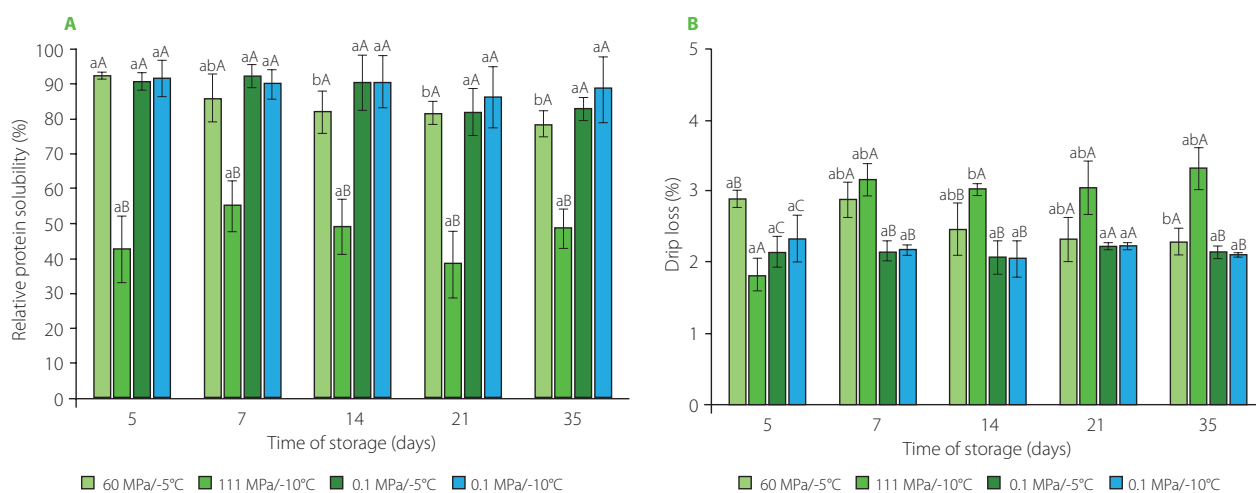 A
Relative protein solubility (%)
100
90
80
70
60
50
40
30
20
10
0
aA aB aA aA
abA aB aA aA
bA aB aA aA
bA aB aA aA
bA aB aA aA
5 7 14 21 35
Time of storage (days)
60 MPa/-5°C 111 MPa/-10°C 0.1 MPa/-5°C 0.1 MPa/-10°C
B
Drip loss (%)
5
4
3
2
1
0
aB aA aC aC
abA abA aB aB
abB bA aB aB
abA abA aA aA
bA abA aB aB
5 7 14 21 35
Time of storage (days)
60 MPa/-5°C 111 MPa/-10°C 0.1 MPa/-5°C 0.1 MPa/-10°C